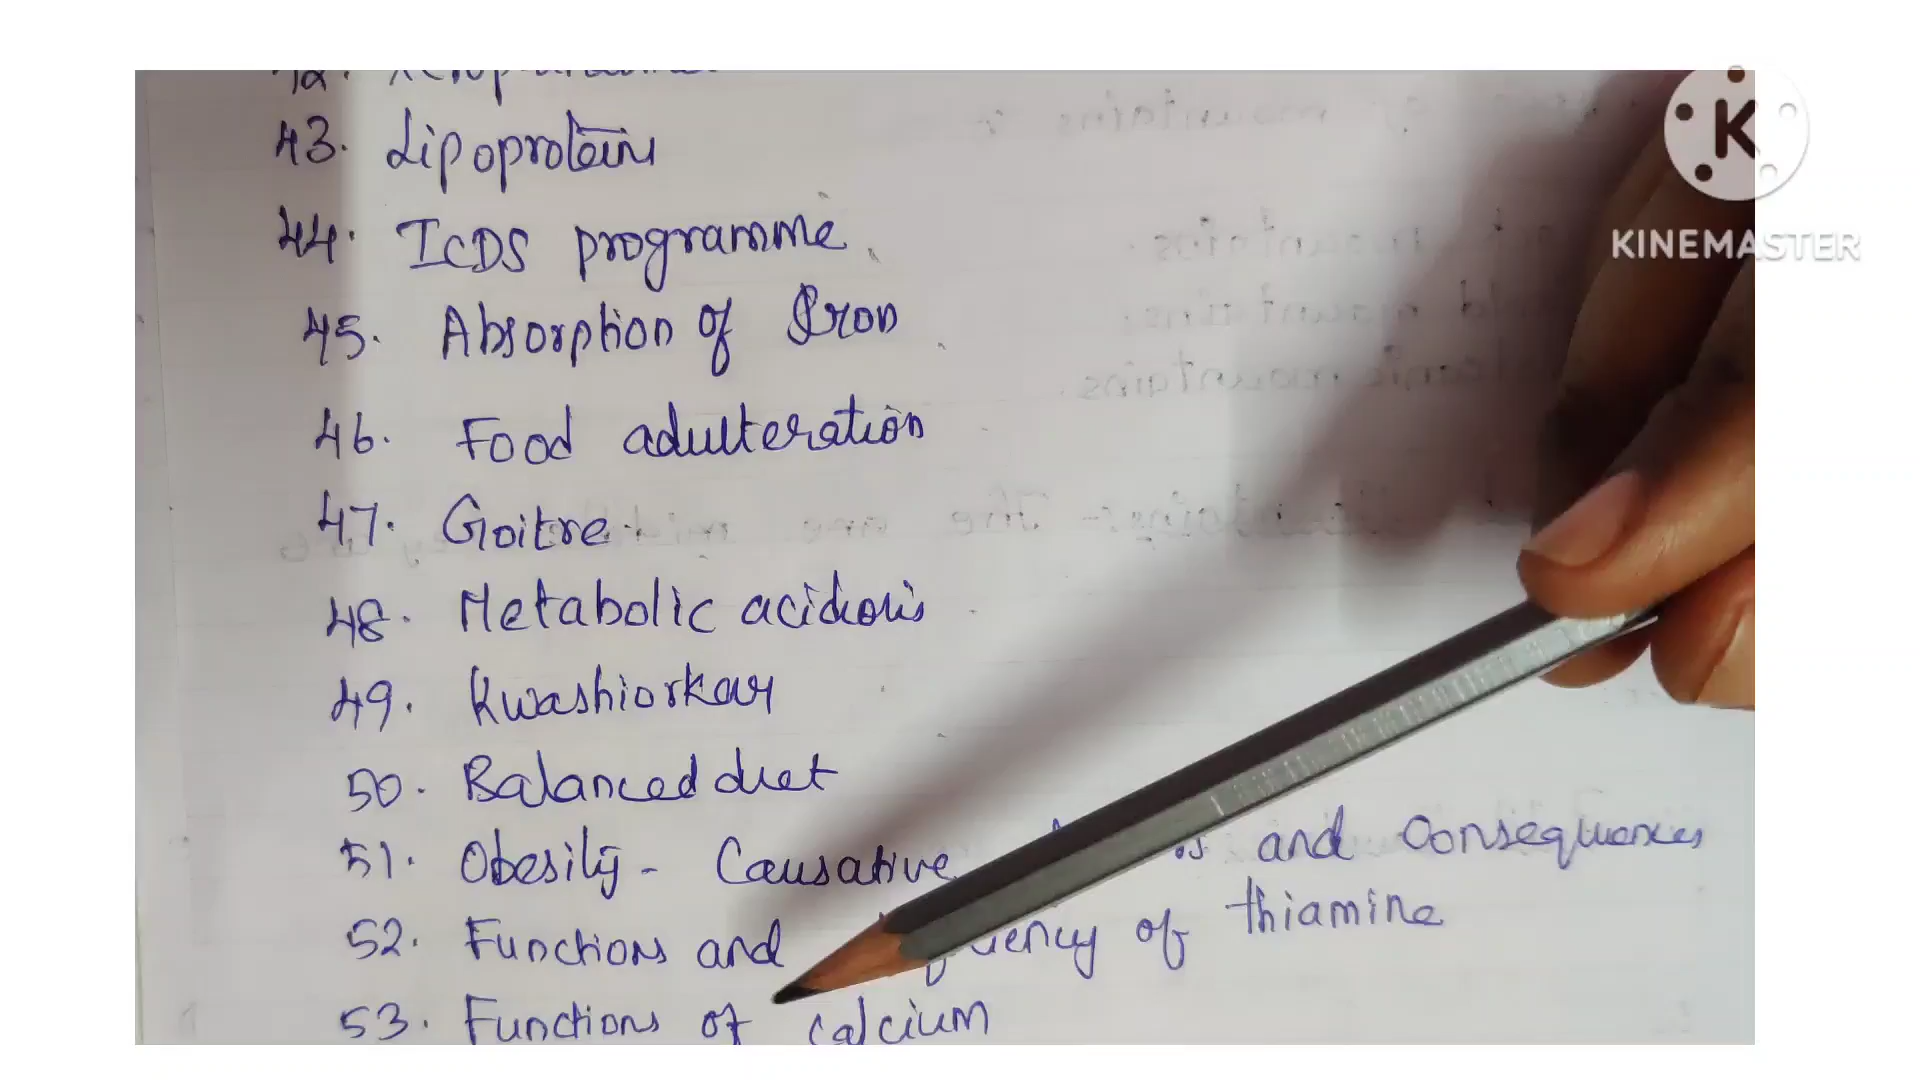 43. Lipoproteins
44. ICDS programme
45. Absorption of Iron
46. Food adulteration
47. Goitre
48. Metabolic acidosis
49. Kwashiorkar
50. Balanced diet
51. Obesity - Causative and Consequences
52. Functions and of thiamine
53. Functions of calcium
K
KINEMASTER